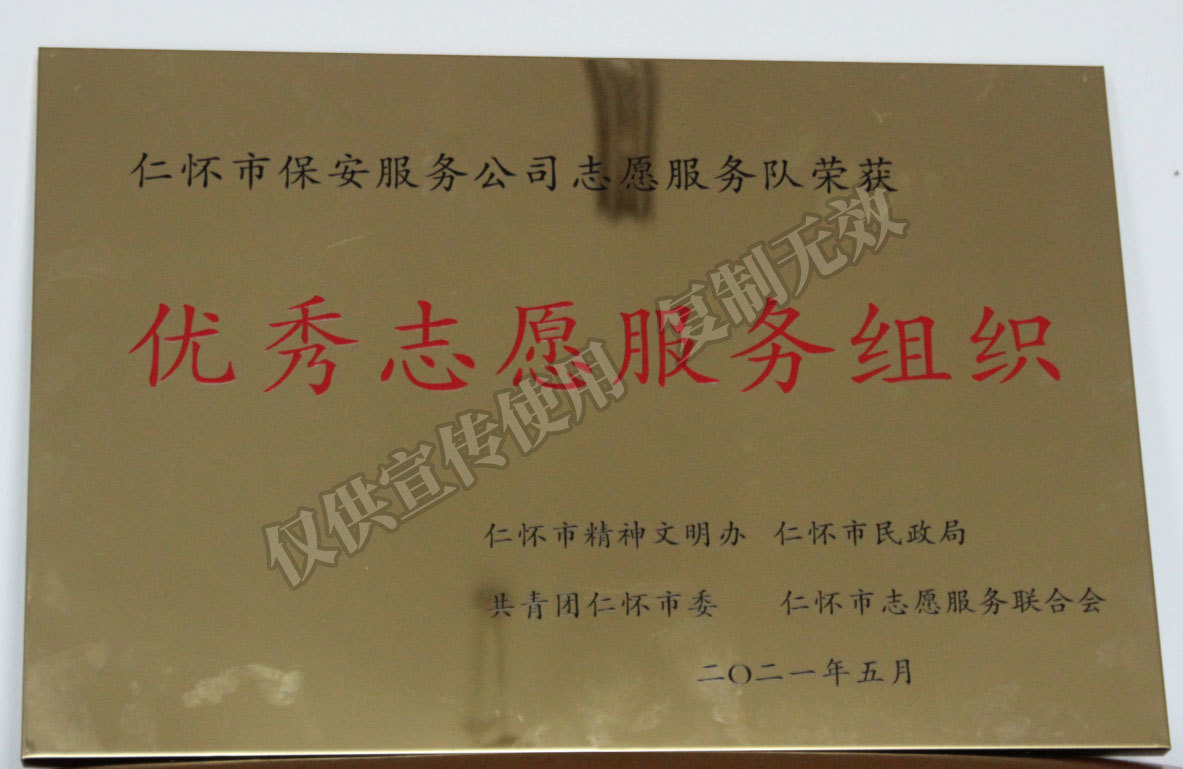 仁怀市保安服务公司志愿服务队荣获
优秀志愿服务组织
仅供宣传使用 复制无效
仁怀市精神文明办 仁怀市民政局
共青团仁怀市委 仁怀市志愿服务联合会
二〇二一年五月